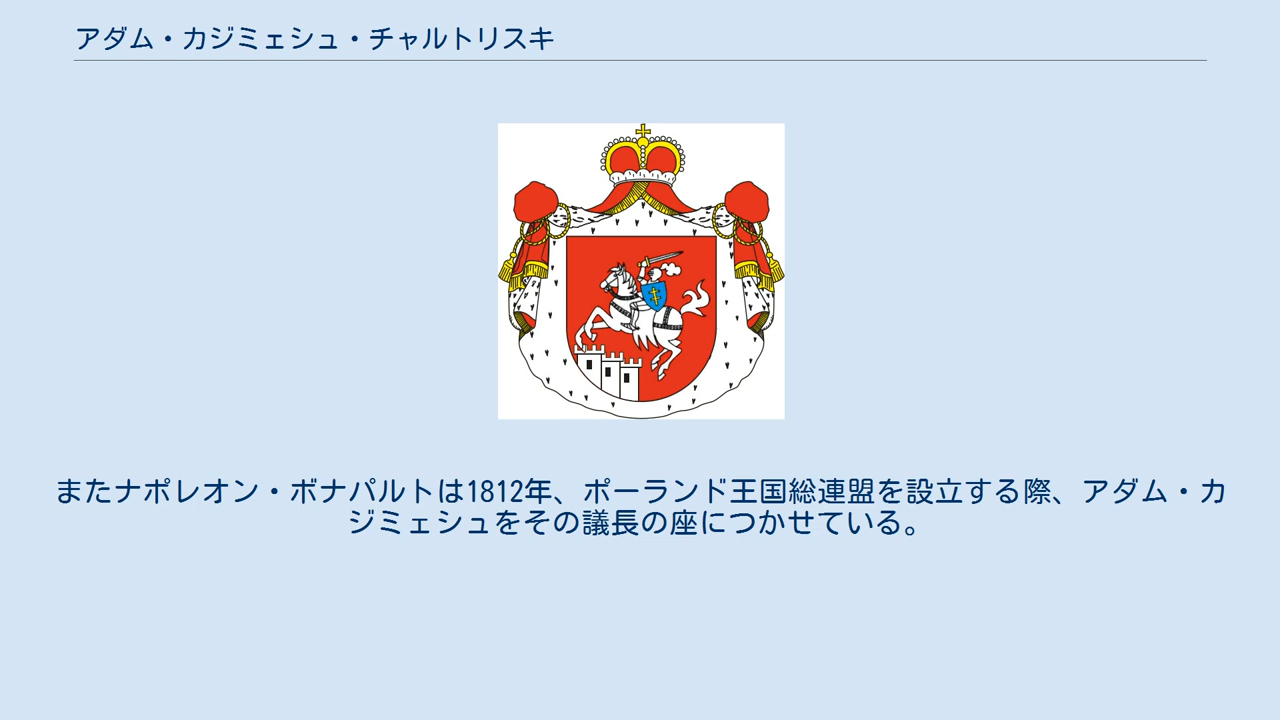 アダム・カジミェシュ・チャルトリスキ
またナポレオン・ボナパルトは1812年、ポーランド王国総連盟を設立する際、アダム・カ
ジミェシュをその議長の座につかせている。